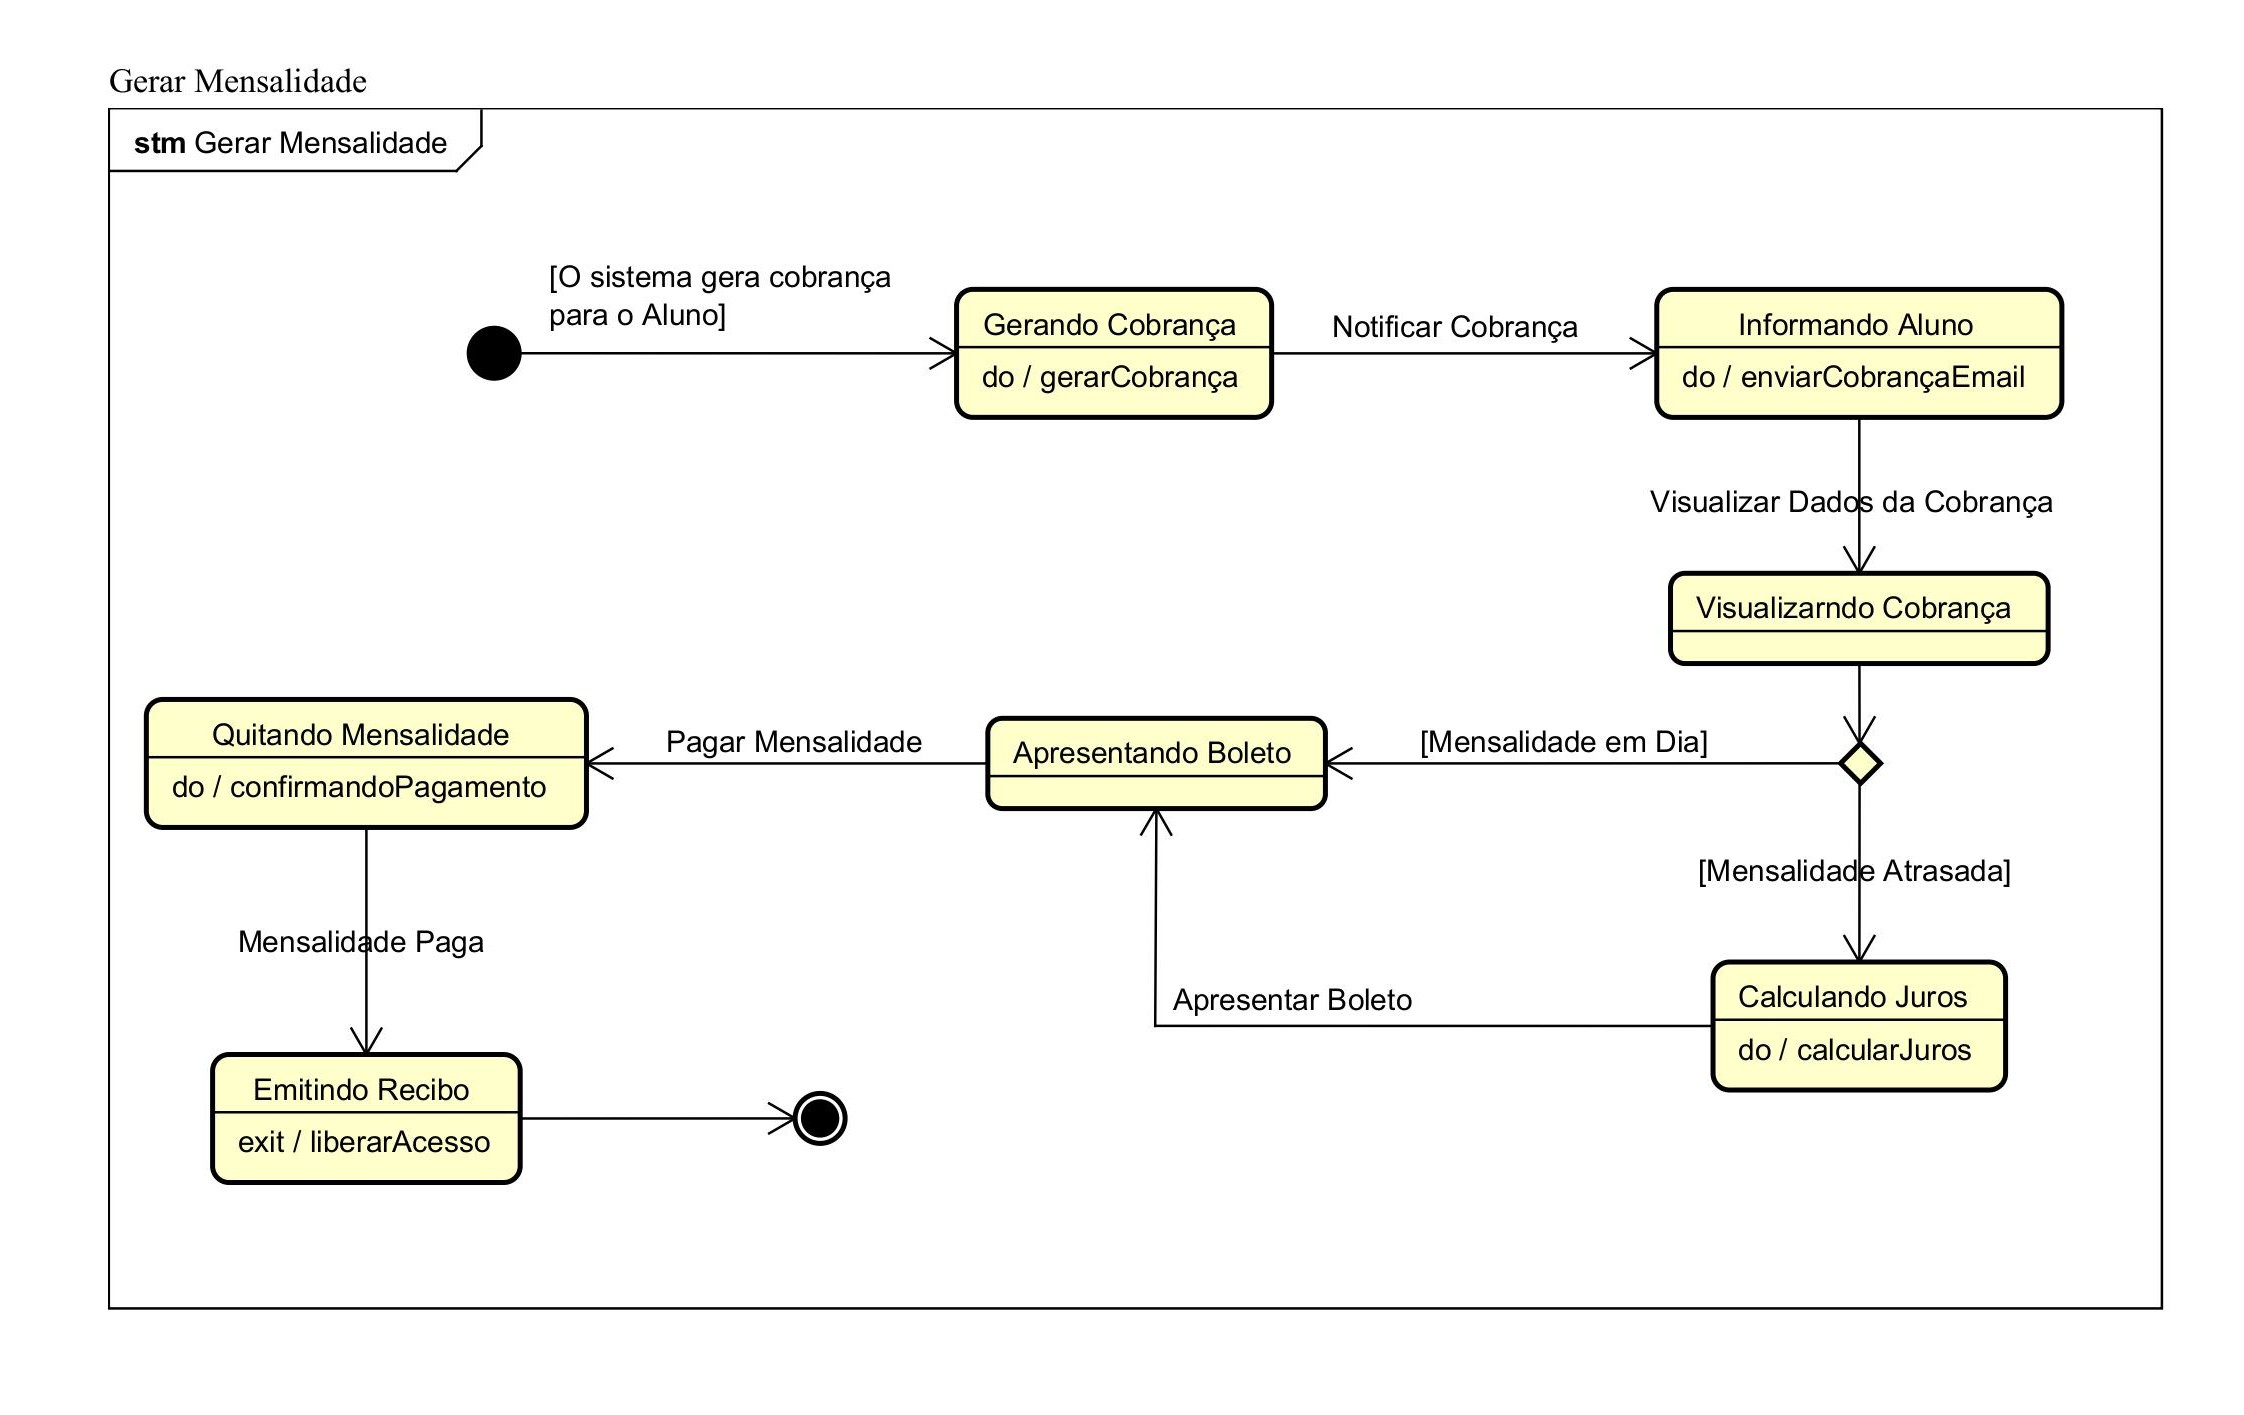 Gerar Mensalidade
stm Gerar Mensalidade
[O sistema gera cobrança
para o Aluno]
Gerando Cobrança
do / gerarCobrança
Notificar Cobrança
Informando Aluno
do / enviarCobrançaEmail
Visualizar Dados da Cobrança
Visualizarndo Cobrança
[Mensalidade em Dia]
Apresentando Boleto
Pagar Mensalidade
Quitando Mensalidade
do / confirmandoPagamento
[Mensalidade Atrasada]
Calculando Juros
do / calcularJuros
Apresentar Boleto
Mensalidade Paga
Emitindo Recibo
exit / liberarAcesso